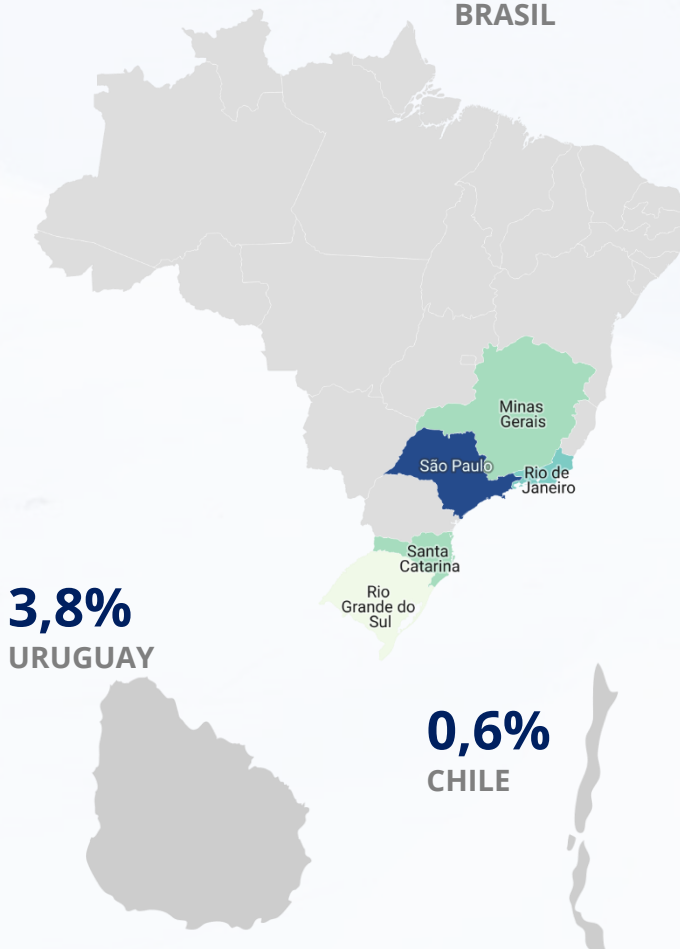 BRASIL
Minas
Gerais
São Paulo
Rio de
Janeiro
Santa
Catarina
Rio
Grande do
Sul
3,8%
URUGUAY
0,6%
CHILE